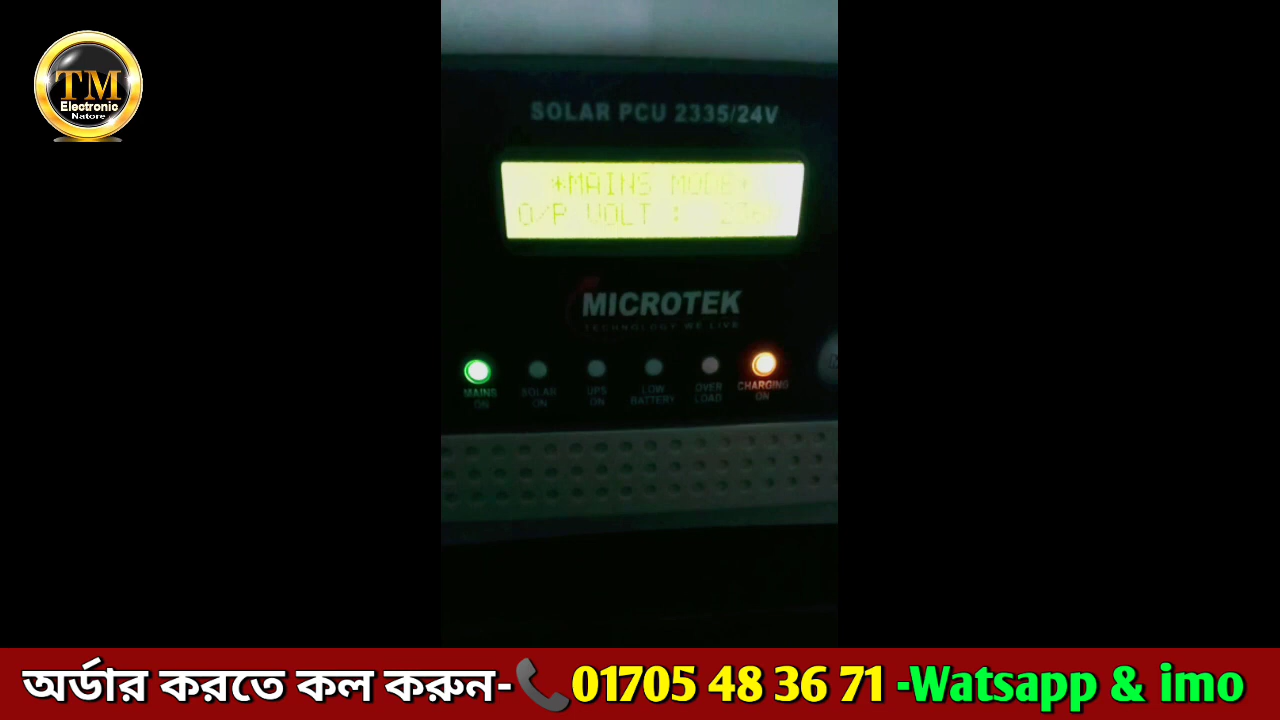 TM
Electronic
Natore
SOLAR PCU 2335/24V
*MAINS MODE*
O/P VOLT :
MICROTEK
TECHNOLOGY WE LIVE
MAINS ON
SOLAR ON
UPS ON
LOW BATTERY
OVER LOAD
CHARGING ON
অর্ডার করতে কল করুন-📞01705 48 36 71 -Watsapp & imo